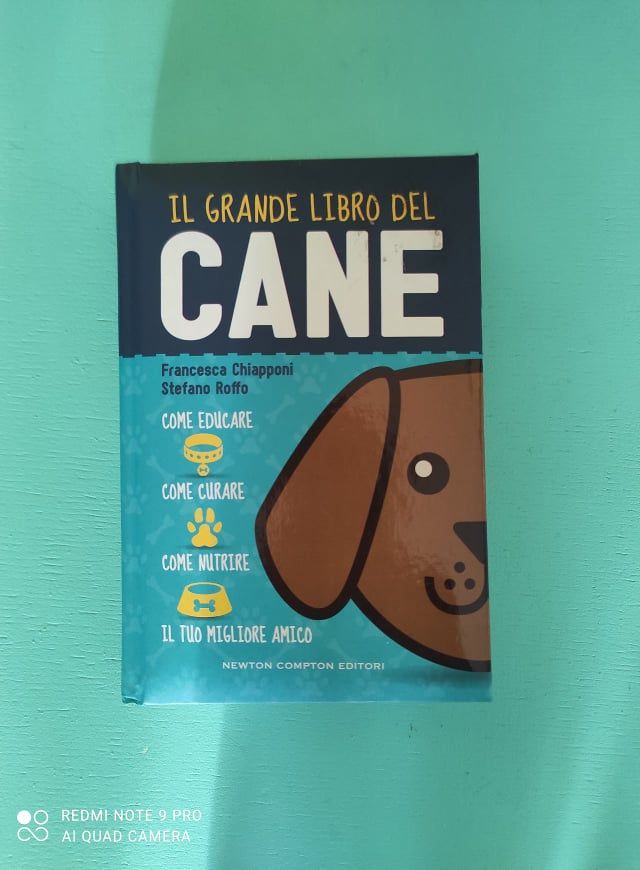 IL GRANDE LIBRO DEL
CANE
Francesca Chiapponi
Stefano Roffo
COME EDUCARE
COME CURARE
COME NUTRIRE
IL TUO MIGLIORE AMICO
NEWTON COMPTON EDITORI
REDMI NOTE 9 PRO
AI QUAD CAMERA